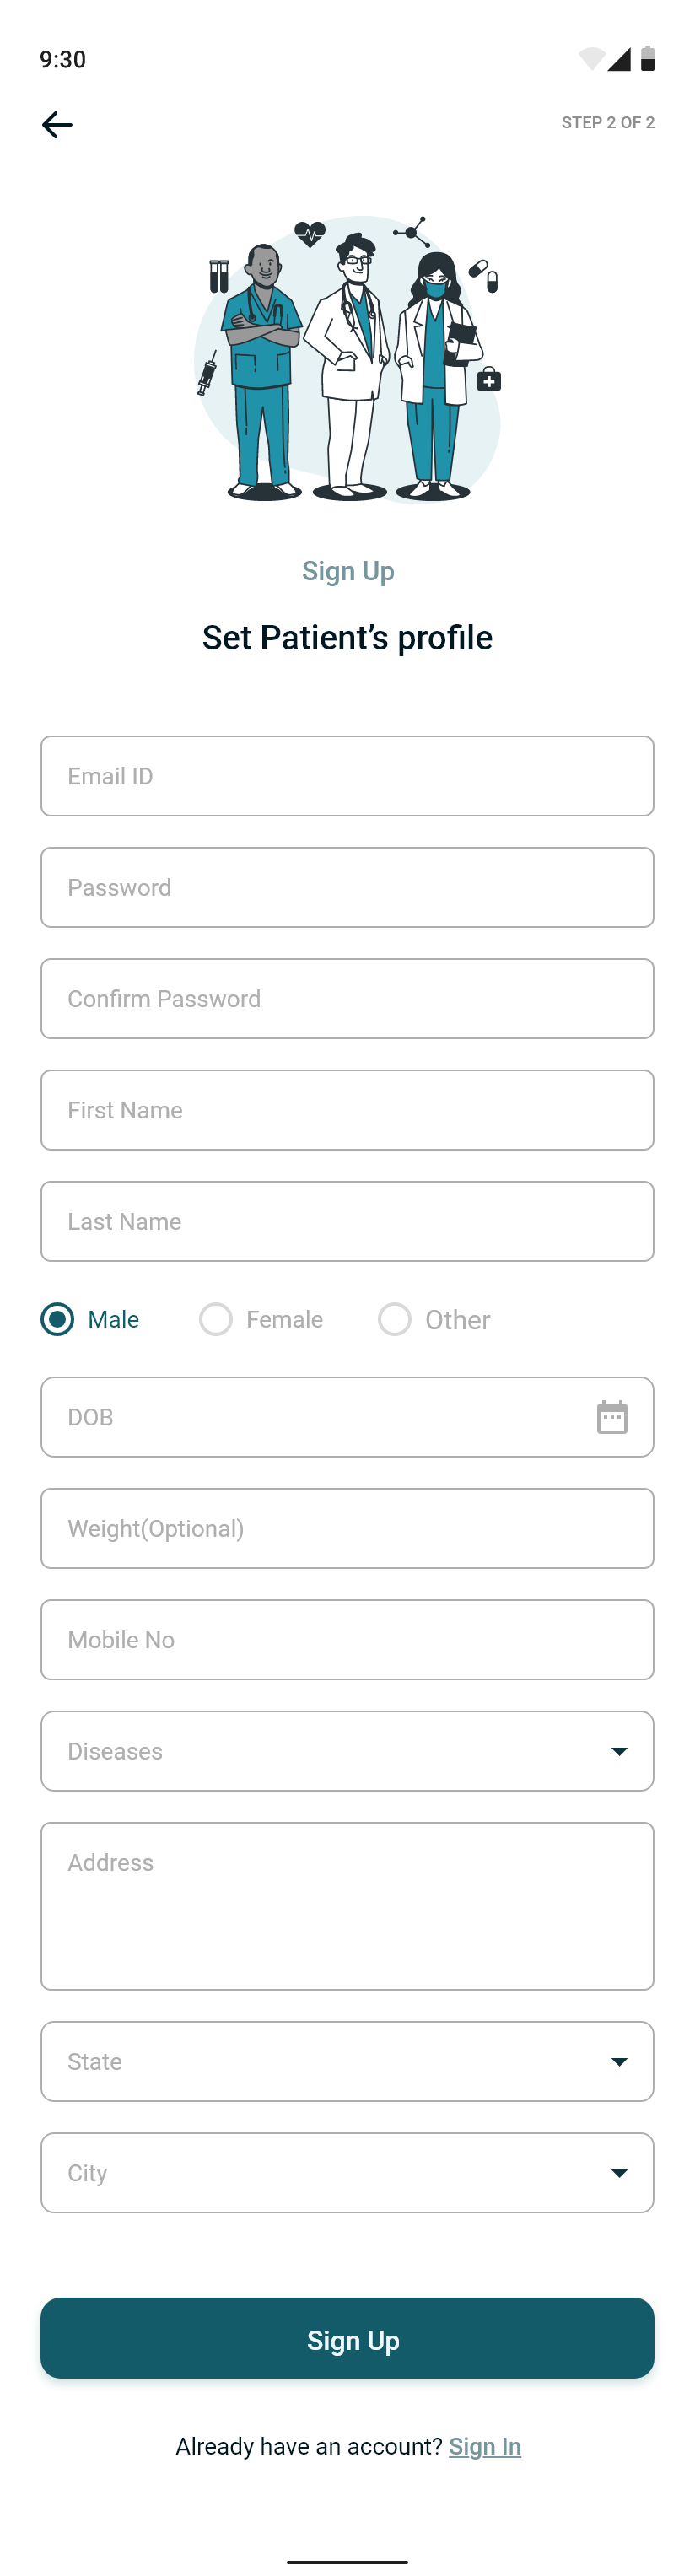 9:30
STEP 2 OF 2
Sign Up
Set Patient’s profile
Email ID
Password
Confirm Password
First Name
Last Name
Male Female Other
DOB
Weight(Optional)
Mobile No
Diseases
Address
State
City
Sign Up
Already have an account? Sign In